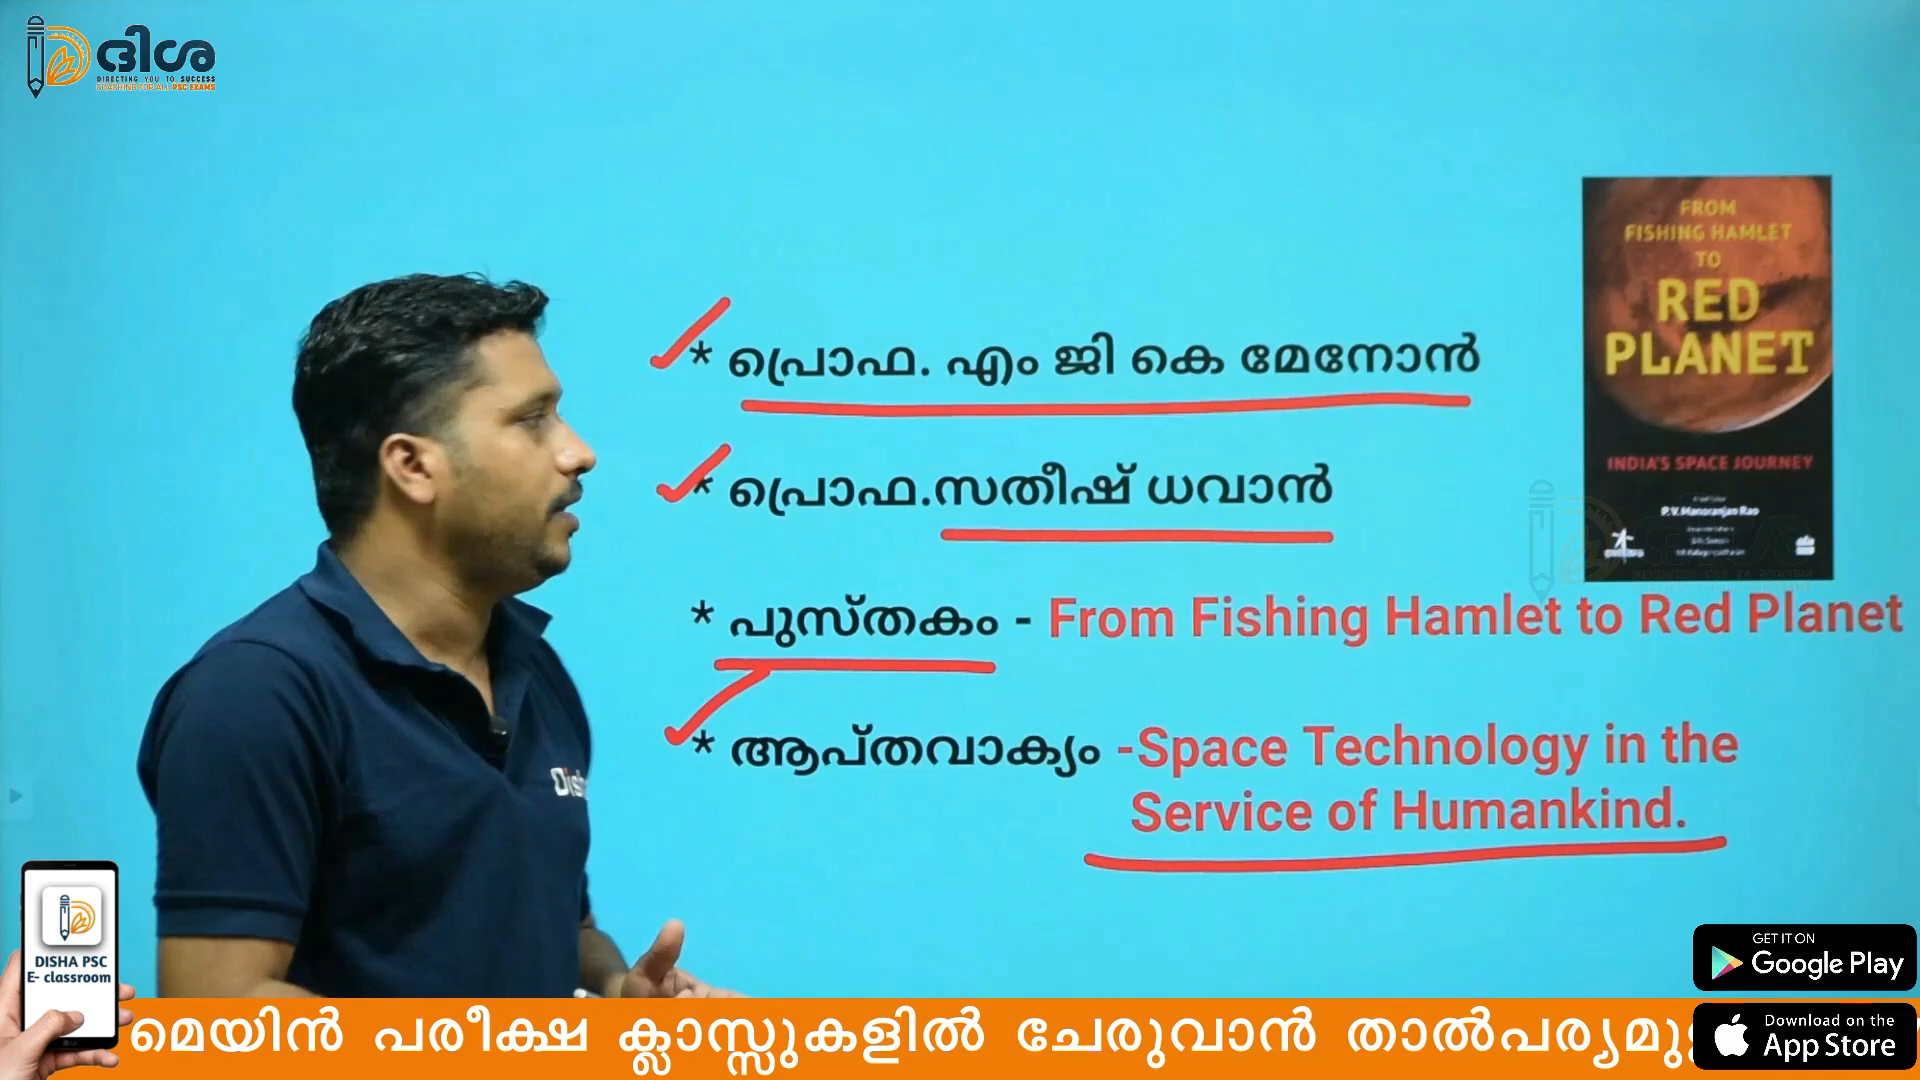 ദിശ
DIRECTING YOU TO SUCCESS
COACHING FOR ALL PSC EXAMS
FROM
FISHING HAMLET
TO
RED
PLANET
INDIA'S SPACE JOURNEY
P.V. Manoranjan Rao
* പ്രൊഫ. എം ജി കെ മേനോൻ
* പ്രൊഫ.സതീഷ് ധവാൻ
* പുസ്തകം - From Fishing Hamlet to Red Planet
* ആപ്തവാക്യം -Space Technology in the
Service of Humankind.
Dish
DISHA PSC
E- classroom
GET IT ON
Google Play
മെയിൻ പരീക്ഷ ക്ലാസ്സുകളിൽ ചേരുവാൻ താൽപര്യമു
Download on the
App Store